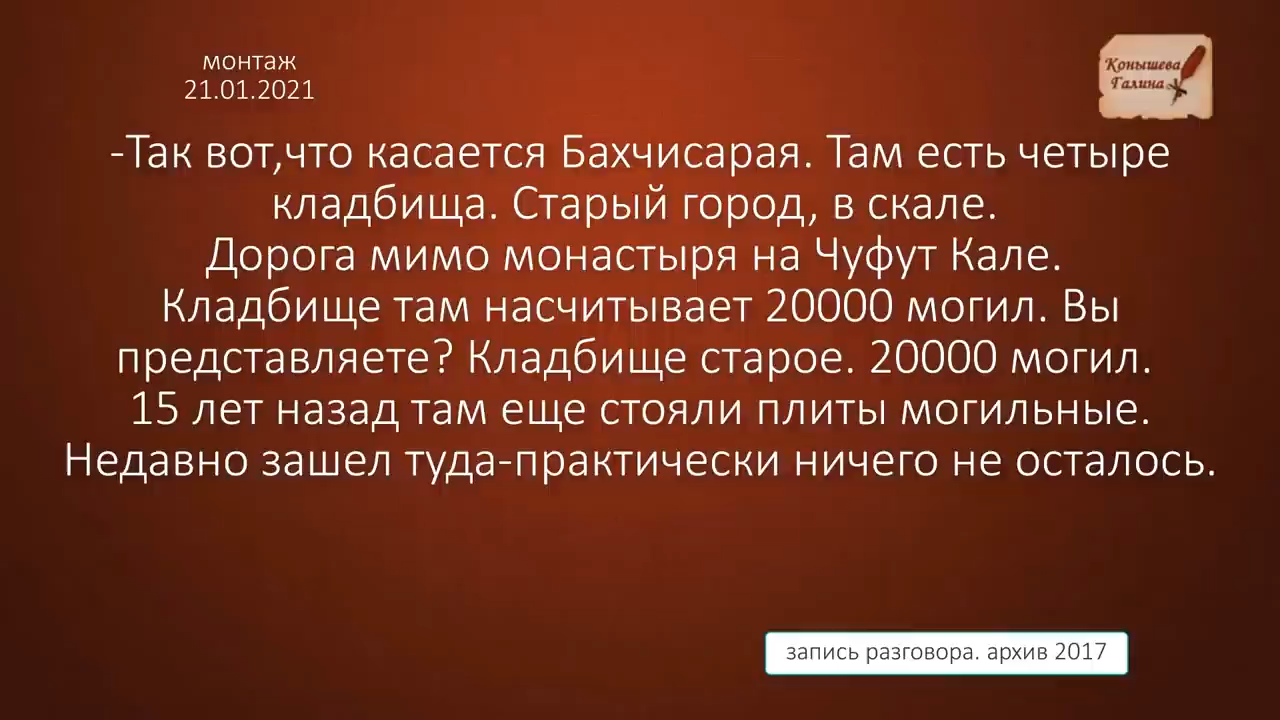 монтаж
21.01.2021
Конышева
Галина
-Так вот,что касается Бахчисарая. Там есть четыре
кладбища. Старый город, в скале.
Дорога мимо монастыря на Чуфут Кале.
Кладбище там насчитывает 20000 могил. Вы
представляете? Кладбище старое. 20000 могил.
15 лет назад там еще стояли плиты могильные.
Недавно зашел туда-практически ничего не осталось.
запись разговора. архив 2017